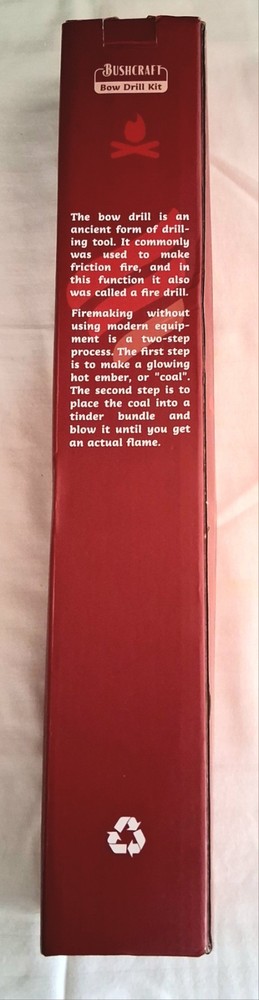 BUSHCRAFT
Bow Drill Kit
The bow drill is an
ancient form of drill-
ing tool. It commonly
was used to make
friction fire, and in
this function it also
was called a fire drill.
Firemaking without
using modern equip-
ment is a two-step
process. The first step
is to make a glowing
hot ember, or "coal".
The second step is to
place the coal into a
tinder bundle and
blow it until you get
an actual flame.